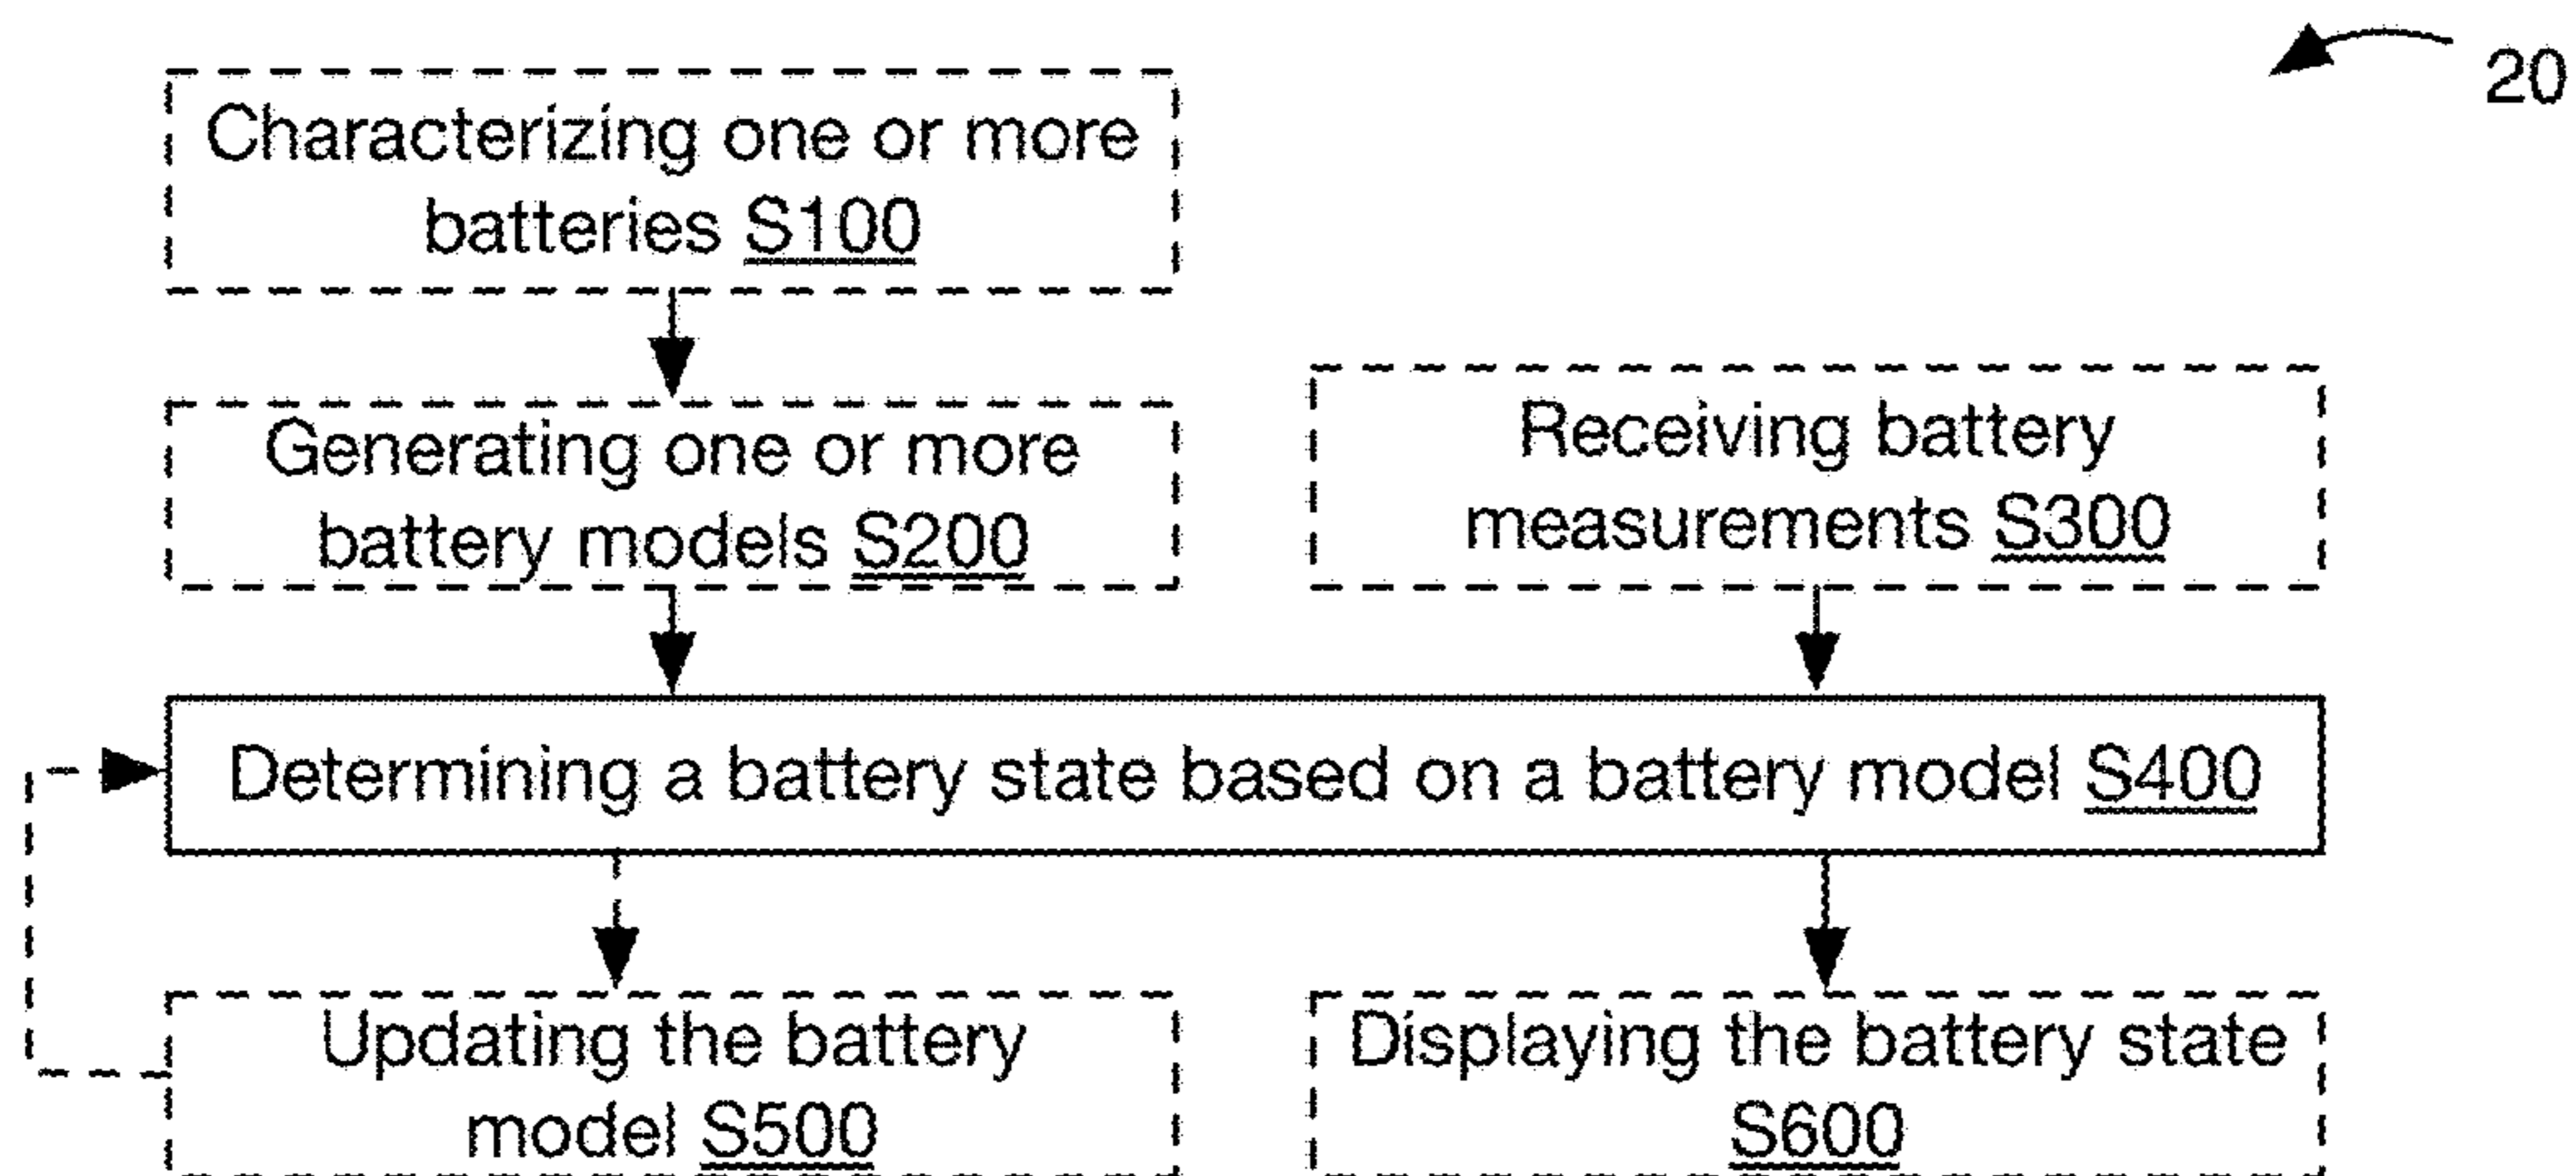 20
Characterizing one or more
batteries S100
Generating one or more
battery models S200
Receiving battery
measurements S300
Determining a battery state based on a battery model S400
Updating the battery
model S500
Displaying the battery state
S600